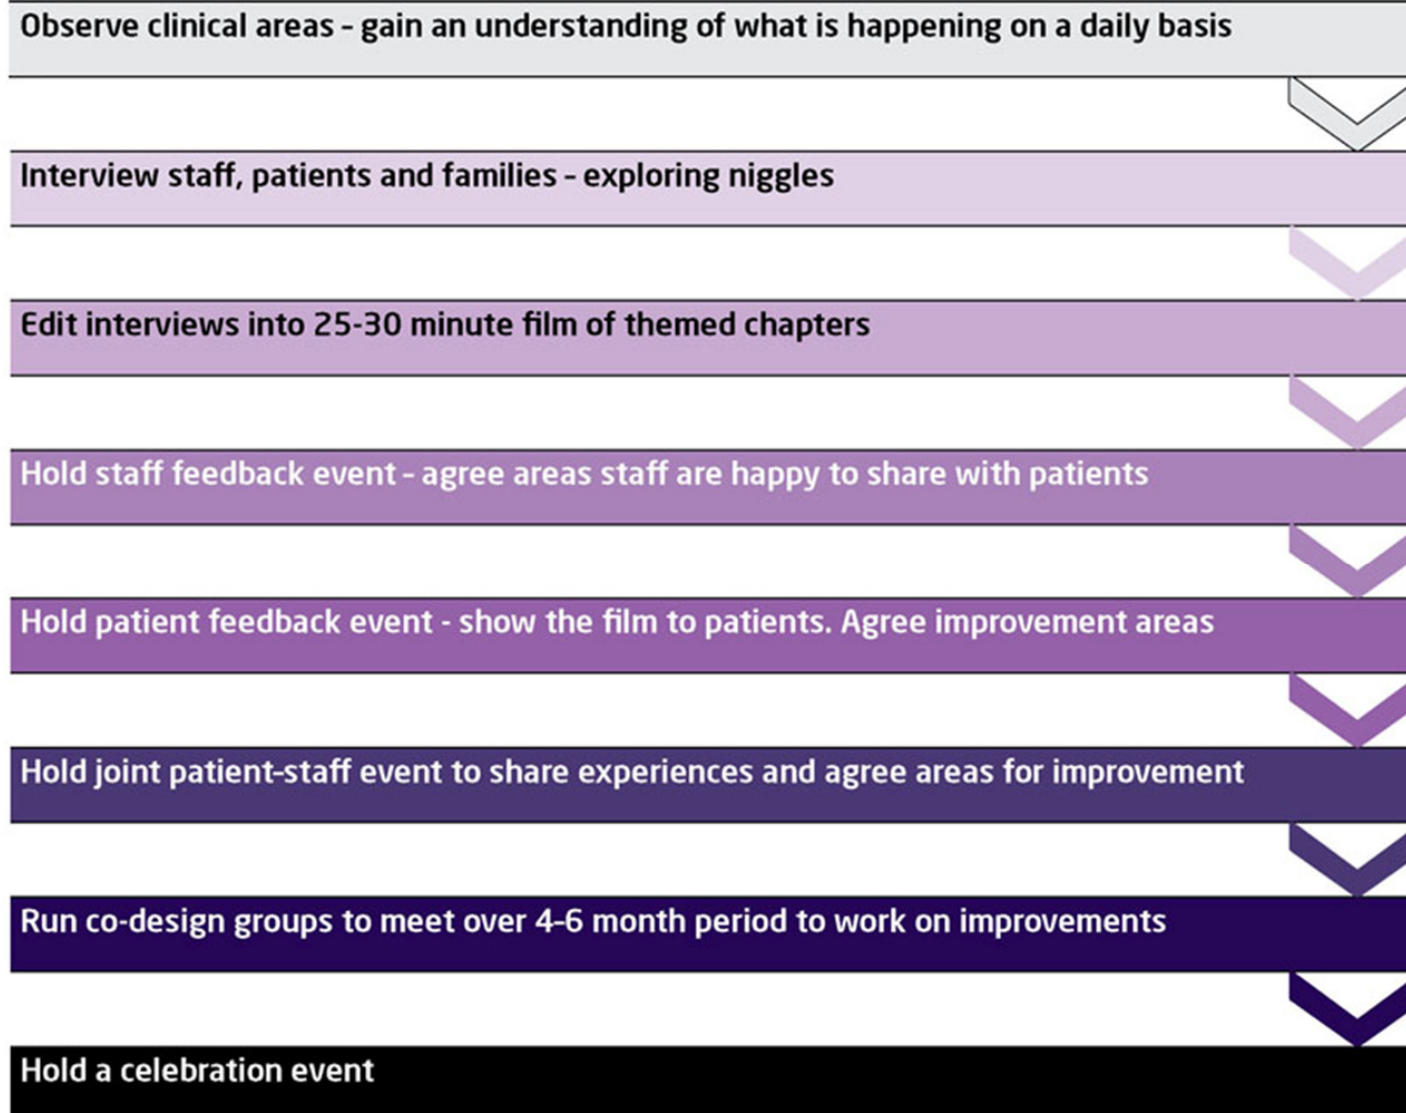 Observe clinical areas – gain an understanding of what is happening on a daily basis
Interview staff, patients and families – exploring niggles
Edit interviews into 25-30 minute film of themed chapters
Hold staff feedback event – agree areas staff are happy to share with patients
Hold patient feedback event - show the film to patients. Agree improvement areas
Hold joint patient–staff event to share experiences and agree areas for improvement
Run co-design groups to meet over 4–6 month period to work on improvements
Hold a celebration event